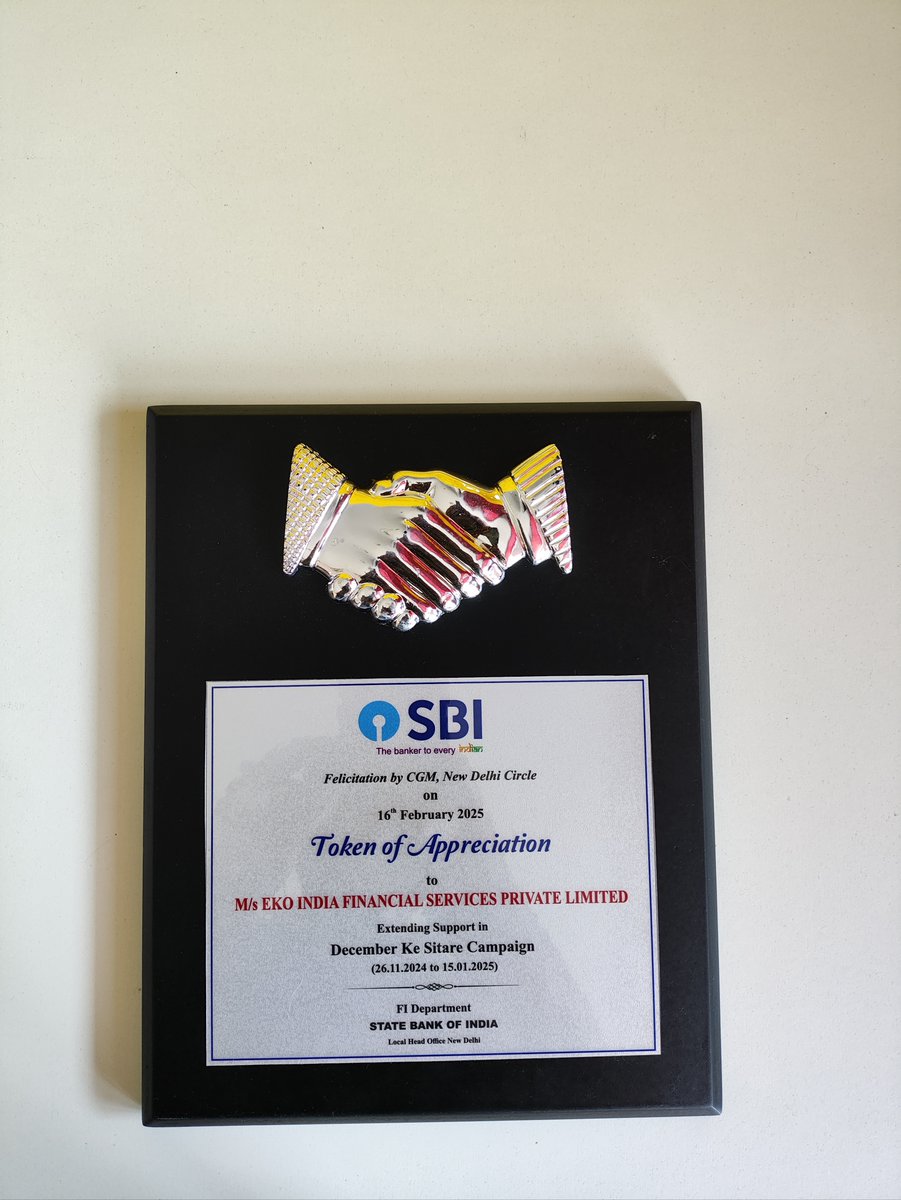 SBI
The banker to every indian
Felicitation by CGM, New Delhi Circle
on
16th February 2025
Token of Appreciation
to
M/s EKO INDIA FINANCIAL SERVICES PRIVATE LIMITED
Extending Support in
December Ke Sitare Campaign
(26.11.2024 to 15.01.2025)
FI Department
STATE BANK OF INDIA
Local Head Office New Delhi